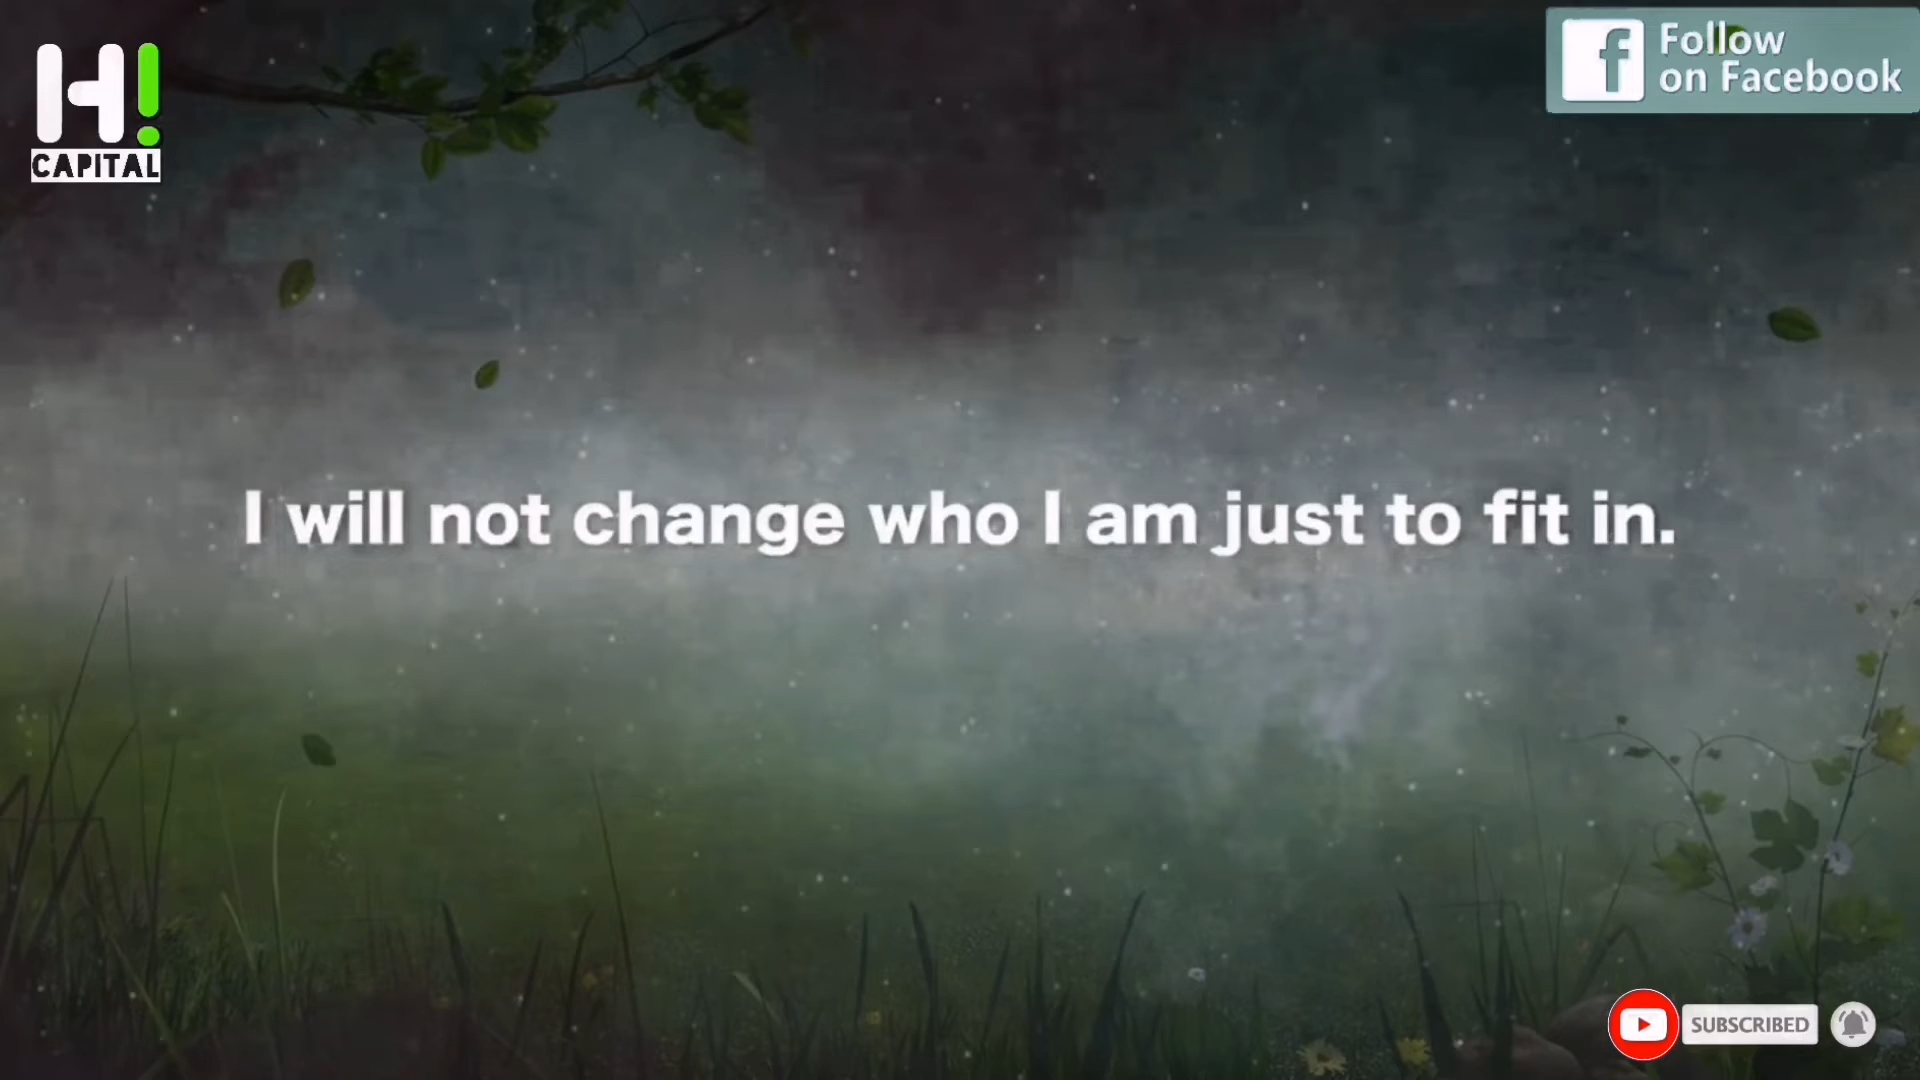 H!
CAPITAL
Follow
on Facebook
I will not change who I am just to fit in.
SUBSCRIBED